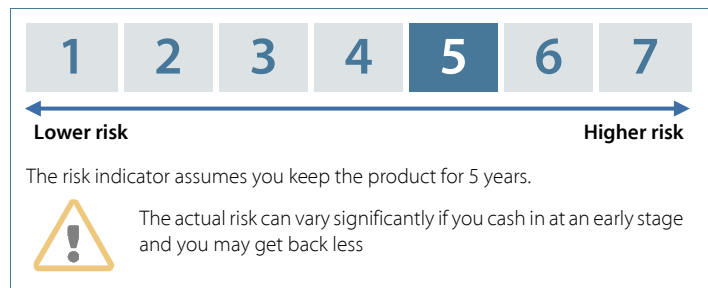 1 2 3 4 5 6 7
Lower risk Higher risk
The risk indicator assumes you keep the product for 5 years.
The actual risk can vary significantly if you cash in at an early stage
and you may get back less